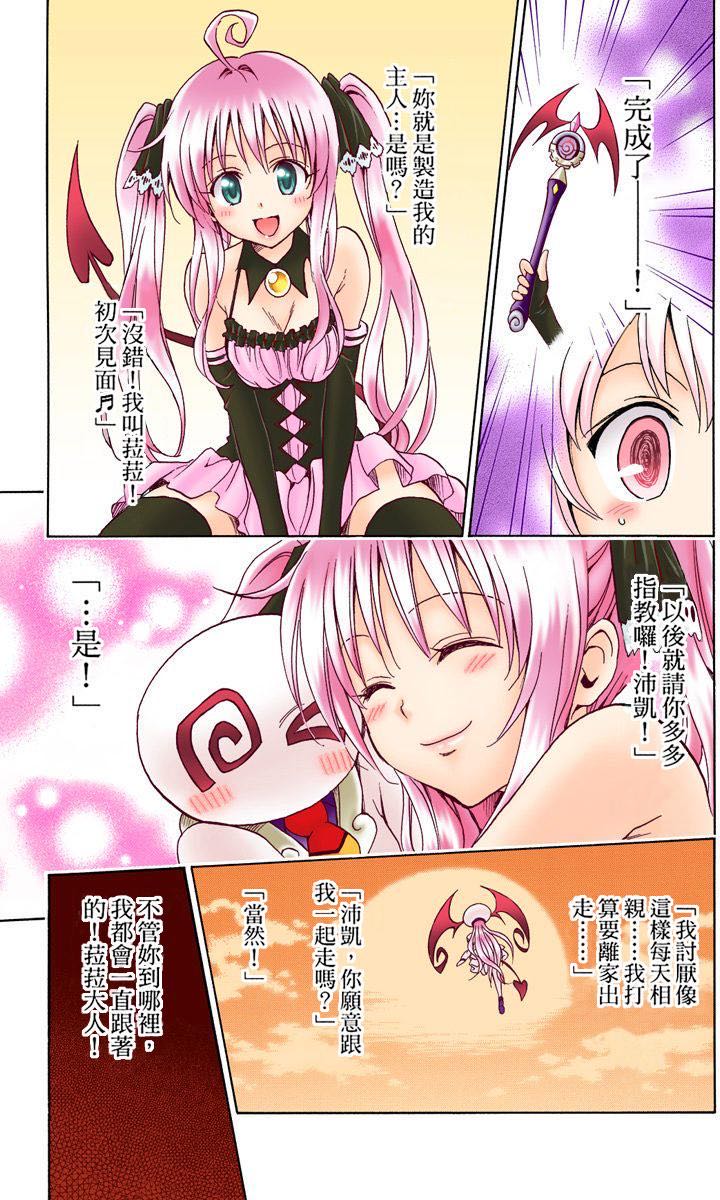 「完成了——！」
「妳就是製造我的
主人…是嗎？」
「沒錯！我叫菈菈！
初次見面♬」
「以後就請你多多
指教囉！沛凱！」
「…是！」
「我討厭像
這樣每天相
親……我打
算要離家出
走……」
「沛凱，你願意跟
我一起走嗎？」
「當然！」
不管妳到哪裡，
我都會一直跟著
的！菈菈大人！